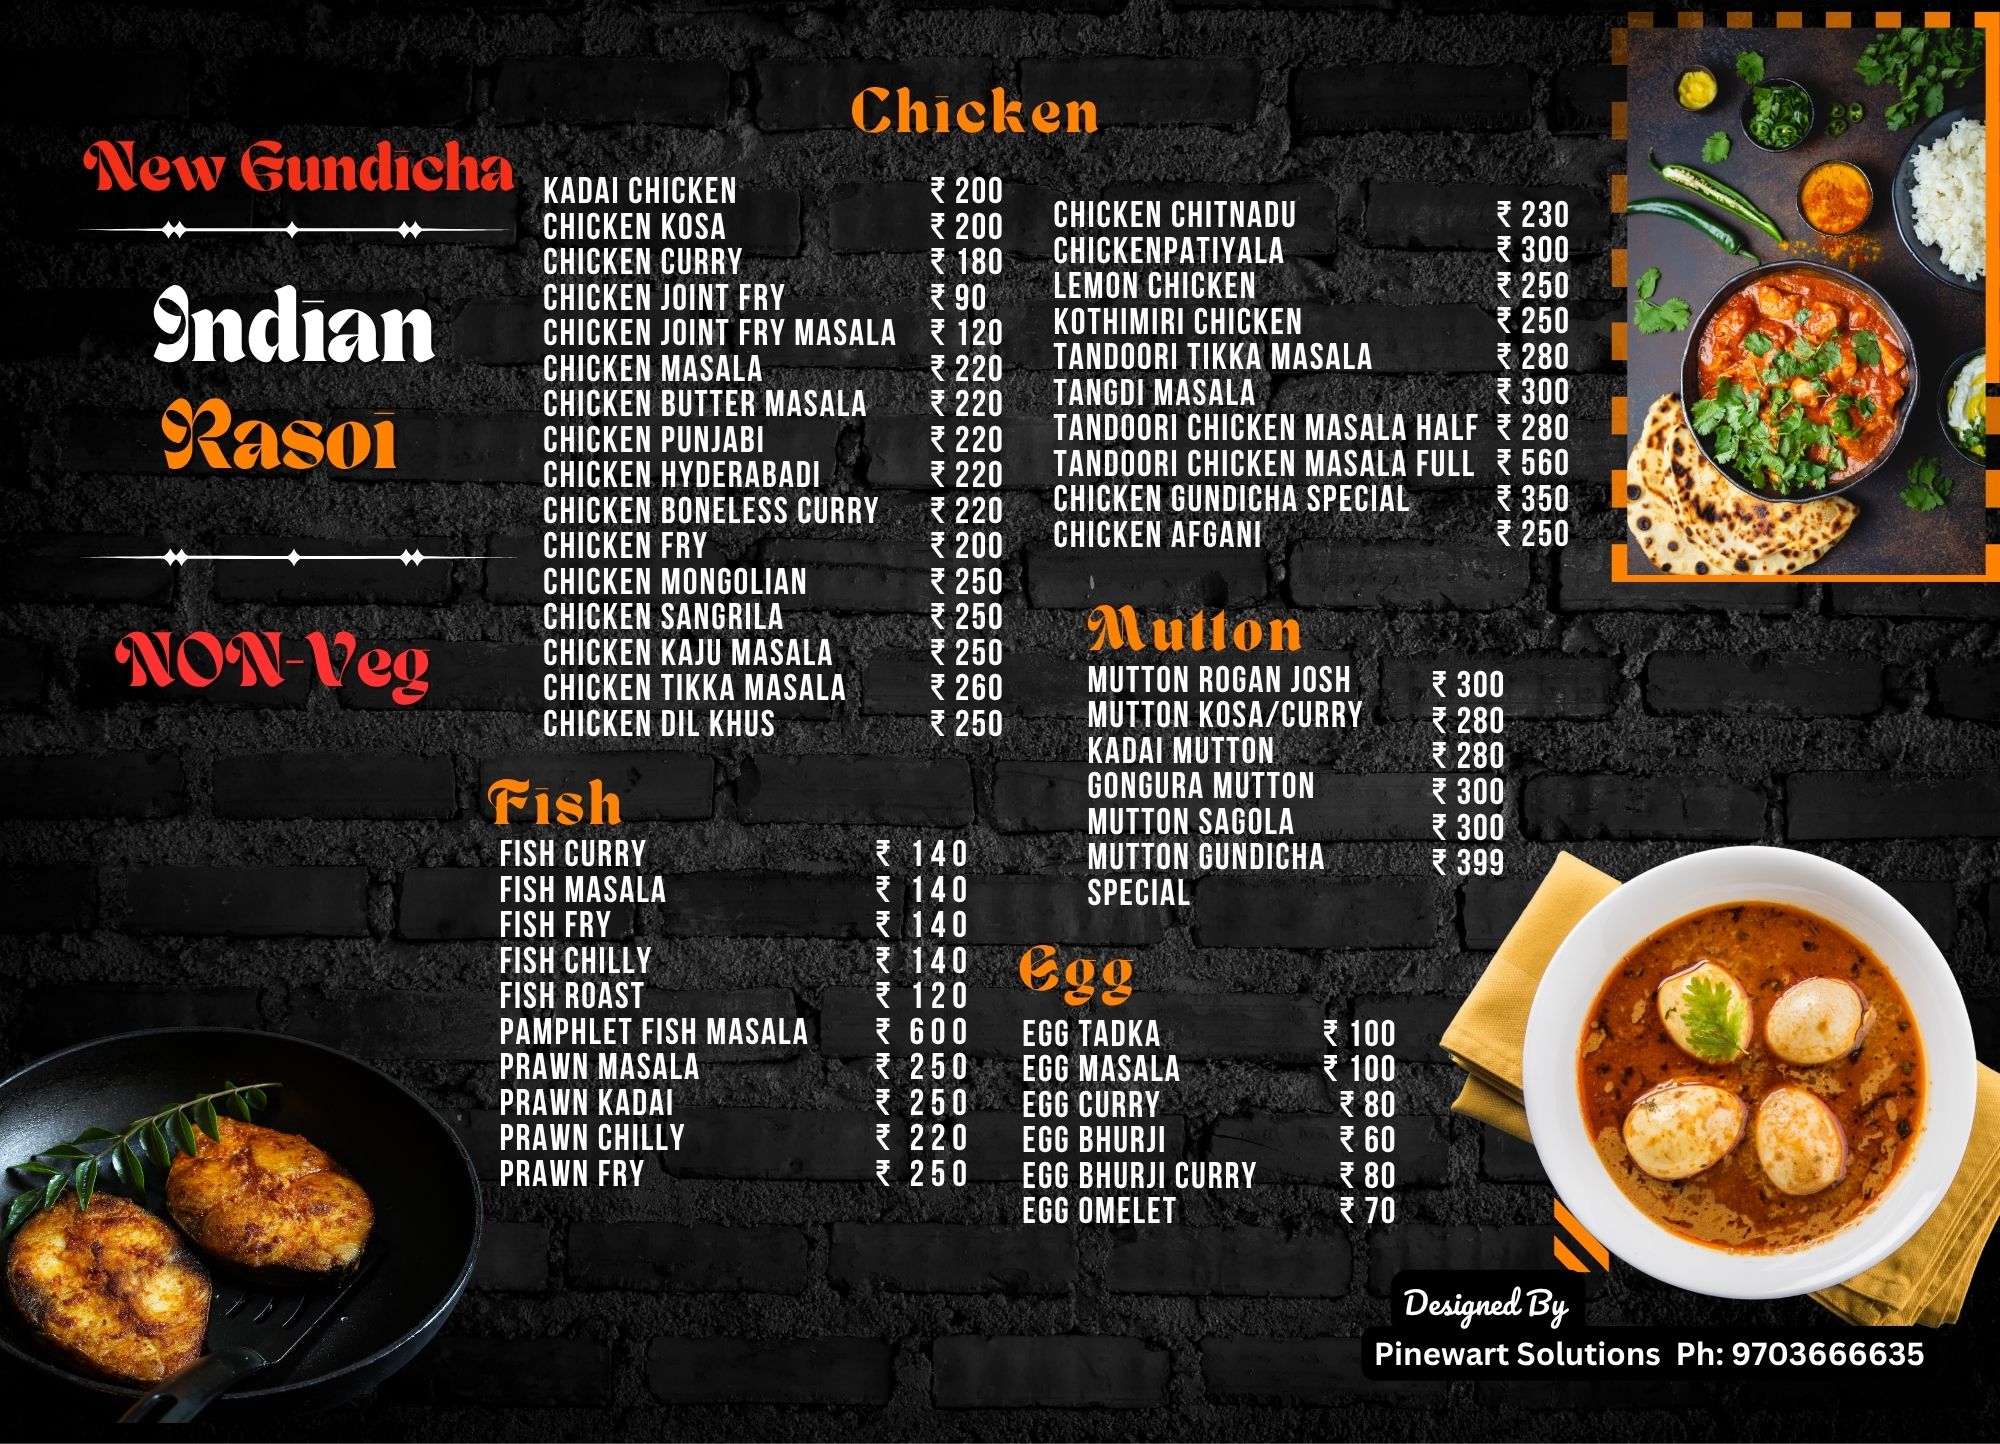 New Gundicha
Indian
Rasoi
NON-Veg
Chicken
KADAI CHICKEN ₹ 200
CHICKEN KOSA ₹ 200
CHICKEN CURRY ₹ 180
CHICKEN JOINT FRY ₹ 90
CHICKEN JOINT FRY MASALA ₹ 120
CHICKEN MASALA ₹ 220
CHICKEN BUTTER MASALA ₹ 220
CHICKEN PUNJABI ₹ 220
CHICKEN HYDERABADI ₹ 220
CHICKEN BONELESS CURRY ₹ 220
CHICKEN FRY ₹ 200
CHICKEN MONGOLIAN ₹ 250
CHICKEN SANGRILA ₹ 250
CHICKEN KAJU MASALA ₹ 250
CHICKEN TIKKA MASALA ₹ 260
CHICKEN DIL KHUS ₹ 250
CHICKEN CHITNADU ₹ 230
CHICKENPATIYALA ₹ 300
LEMON CHICKEN ₹ 250
KOTHIMIRI CHICKEN ₹ 250
TANDOORI TIKKA MASALA ₹ 280
TANGDI MASALA ₹ 300
TANDOORI CHICKEN MASALA HALF ₹ 280
TANDOORI CHICKEN MASALA FULL ₹ 560
CHICKEN GUNDICHA SPECIAL ₹ 350
CHICKEN AFGANI ₹ 250
Mutton
MUTTON ROGAN JOSH ₹ 300
MUTTON KOSA/CURRY ₹ 280
KADAI MUTTON ₹ 280
GONGURA MUTTON ₹ 300
MUTTON SAGOLA ₹ 300
MUTTON GUNDICHA ₹ 399
SPECIAL
Fish
FISH CURRY ₹ 140
FISH MASALA ₹ 140
FISH FRY ₹ 140
FISH CHILLY ₹ 140
FISH ROAST ₹ 120
PAMPHLET FISH MASALA ₹ 600
PRAWN MASALA ₹ 250
PRAWN KADAI ₹ 250
PRAWN CHILLY ₹ 220
PRAWN FRY ₹ 250
Egg
EGG TADKA ₹ 100
EGG MASALA ₹ 100
EGG CURRY ₹ 80
EGG BHURJI ₹ 60
EGG BHURJI CURRY ₹ 80
EGG OMELET ₹ 70
Designed By
Pinewart Solutions Ph: 9703666635